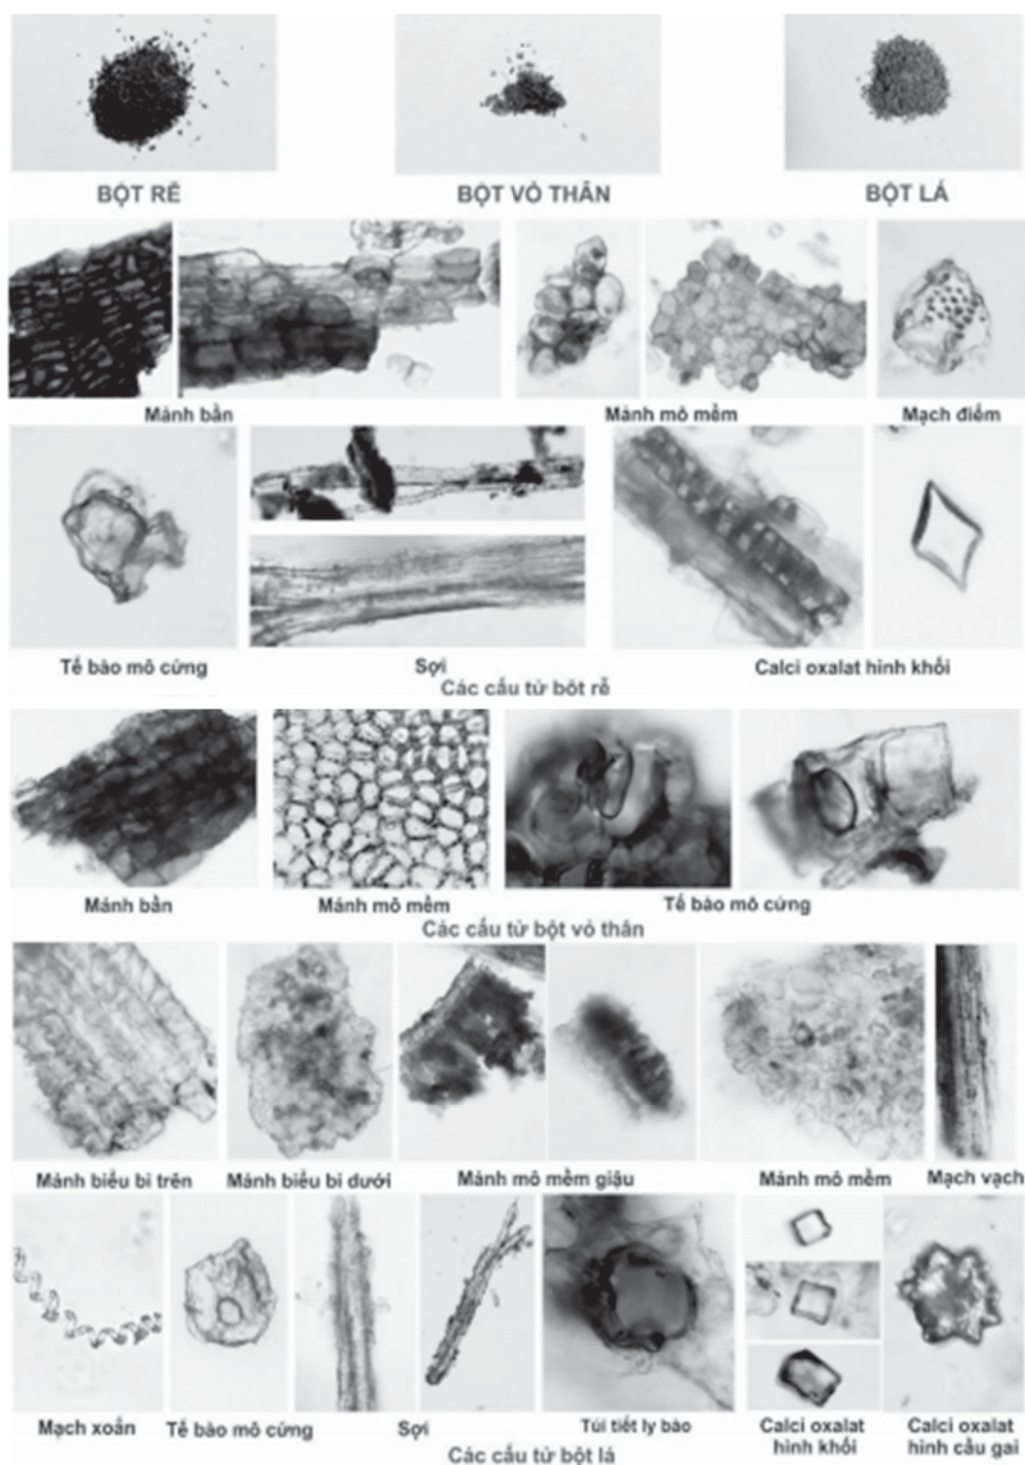 BỘT RỄ
BỘT VỎ THÂN
BỘT LÁ
Mảnh bần
Mảnh mô mềm
Mạch điểm
Tế bào mô cứng
Sợi
Calci oxalat hình khối
Các cấu tử bột rễ
Mảnh bần
Mảnh mô mềm
Tế bào mô cứng
Các cấu tử bột vỏ thân
Mảnh biểu bì trên
Mảnh biểu bì dưới
Mảnh mô mềm giậu
Mảnh mô mềm
Mạch vạch
Mạch xoắn
Tế bào mô cứng
Sợi
Túi tiết ly bào
Calci oxalat
hình khối
Calci oxalat
hình cầu gai
Các cấu tử bột lá